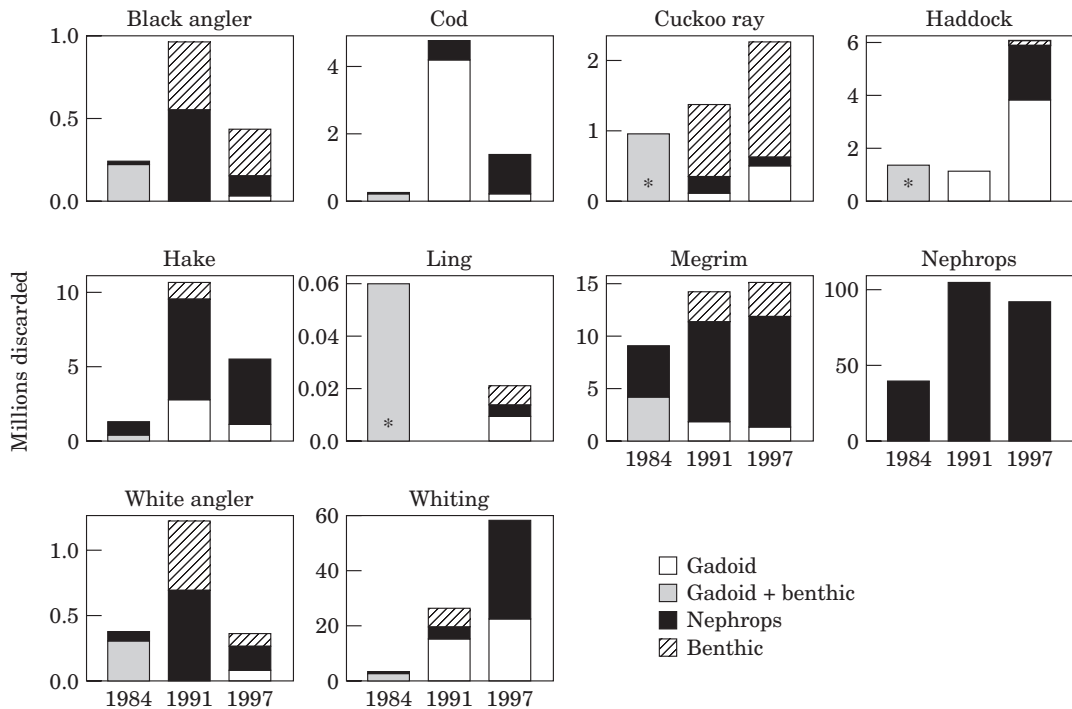 Black angler
Cod
Cuckoo ray
Haddock
1.0
0.5
0.0
4
2
0
2
1
0
*
6
4
2
0
*
Millions discarded
Hake
Ling
Megrim
Nephrops
10
5
0
0.06
0.04
0.02
0.0
*
15
10
5
0
1984 1991 1997
100
50
0
1984 1991 1997
White angler
Whiting
1.0
0.5
0.0
1984 1991 1997
60
40
20
0
1984 1991 1997
Gadoid
Gadoid + benthic
Nephrops
Benthic